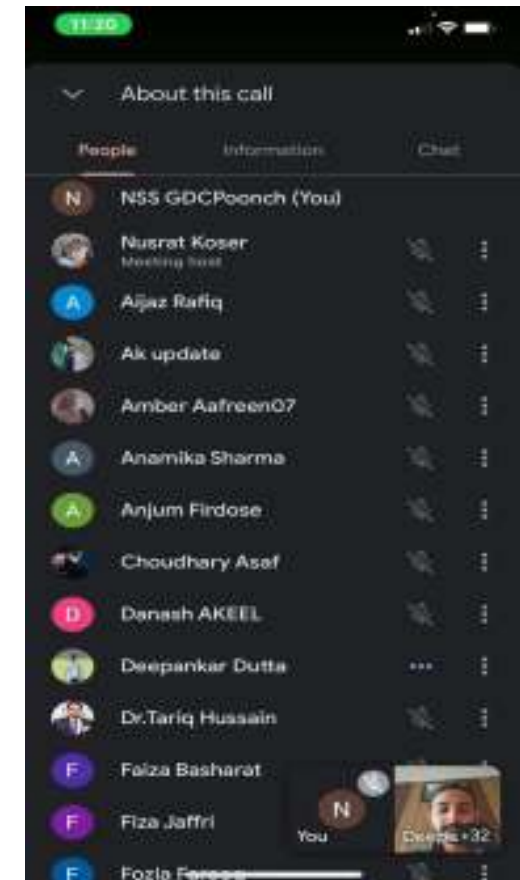 11:20
About this call
People Information Chat
N NSS GDCPoonch (You)
Nusrat Koser
Meeting host
A Aijaz Rafiq
Ak update
Amber Aafreen07
A Anamika Sharma
A Anjum Firdose
Choudhary Asaf
D Danash AKEEL
Deepankar Dutta
Dr.Tariq Hussain
F Faiza Basharat
F Fiza Jaffri
N
You
+32
F Fozia